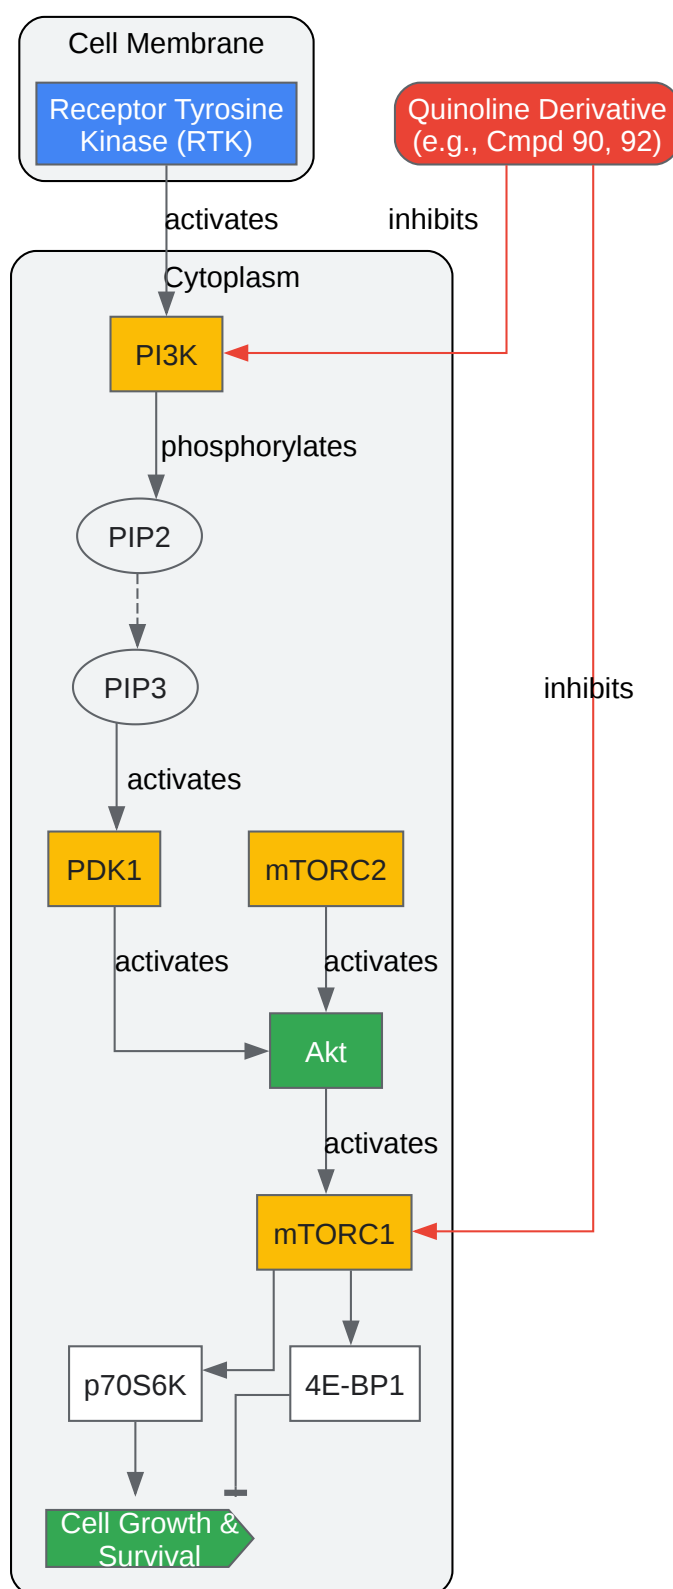 Cell Membrane
Receptor Tyrosine
Kinase (RTK)
Quinoline Derivative
(e.g., Cmpd 90, 92)
activates
inhibits
Cytoplasm
PI3K
phosphorylates
PIP2
PIP3
inhibits
activates
PDK1
mTORC2
activates
activates
Akt
activates
mTORC1
p70S6K
4E-BP1
Cell Growth &
Survival